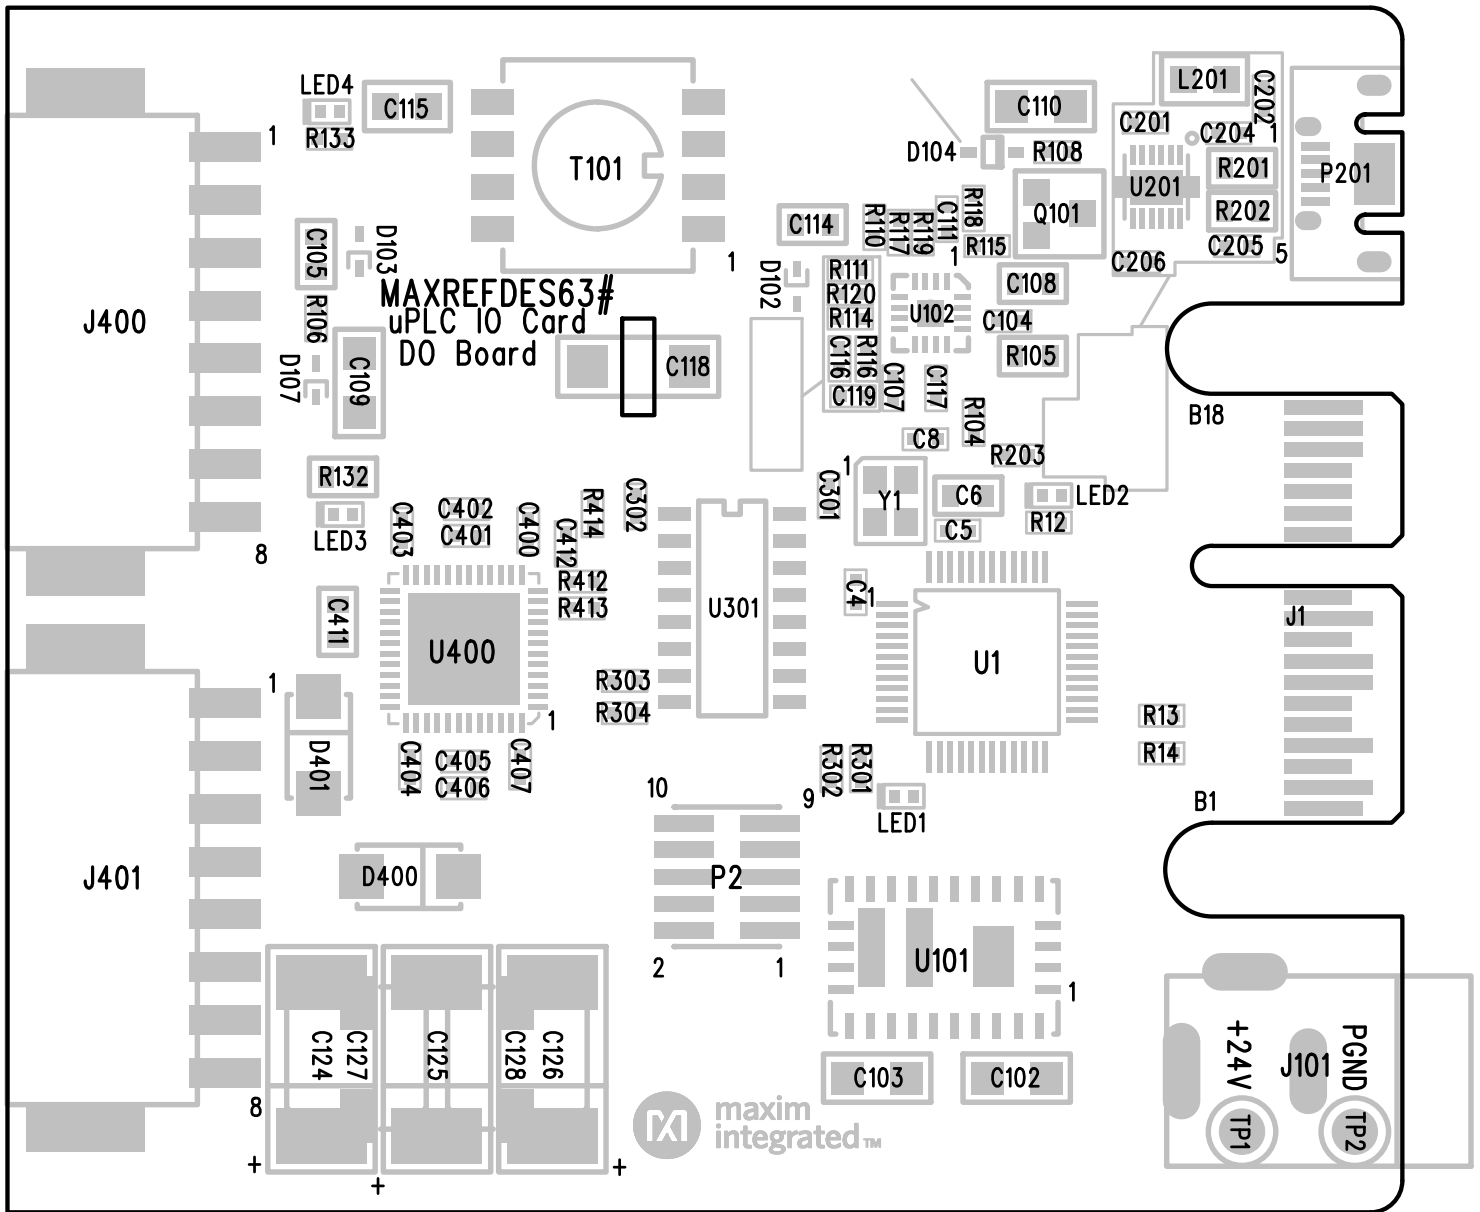 LED4
C115
R133
1
T101
1
D104
R108
C110
L201
C202
C201
C204
1
R201
P201
U201
R202
C205
5
C206
Q101
R118
C111
R119
R117
R110
R115
1
C114
C105
D103
D102
R111
R120
R114
C116
R116
C119
C107
C117
U102
C108
C104
R105
J400
R106
MAXREFDES63#
uPLC IO Card
DO Board
C118
D107
C109
R104
C8
R203
B18
R132
LED3
8
C403
C402
C401
C400
C412
R414
C302
C301
1
Y1
C6
C5
LED2
R12
R412
R413
C4
1
C411
U400
U301
U1
J1
1
1
R303
R304
R13
R14
D401
C404
C405
C406
C407
R302
R301
LED1
B1
10
9
J401
D400
P2
2
1
U101
1
C124
C127
C125
C128
C126
C103
C102
+24V
J101
PGND
TP1
TP2
8
+
+
+
maxim
integrated™